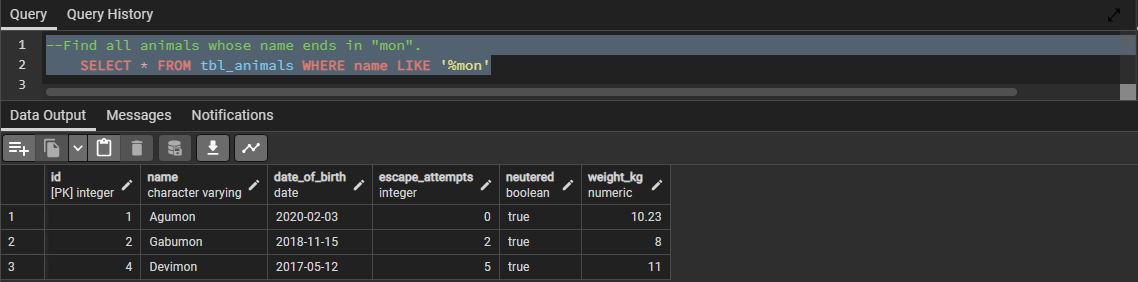 Query Query History
1 --Find all animals whose name ends in "mon".
2 SELECT * FROM tbl_animals WHERE name LIKE '%mon'
3
Data Output Messages Notifications
id name date_of_birth escape_attempts neutered weight_kg
[PK] integer character varying date integer boolean numeric
1 1 Agumon 2020-02-03 0 true 10.23
2 2 Gabumon 2018-11-15 2 true 8
3 4 Devimon 2017-05-12 5 true 11